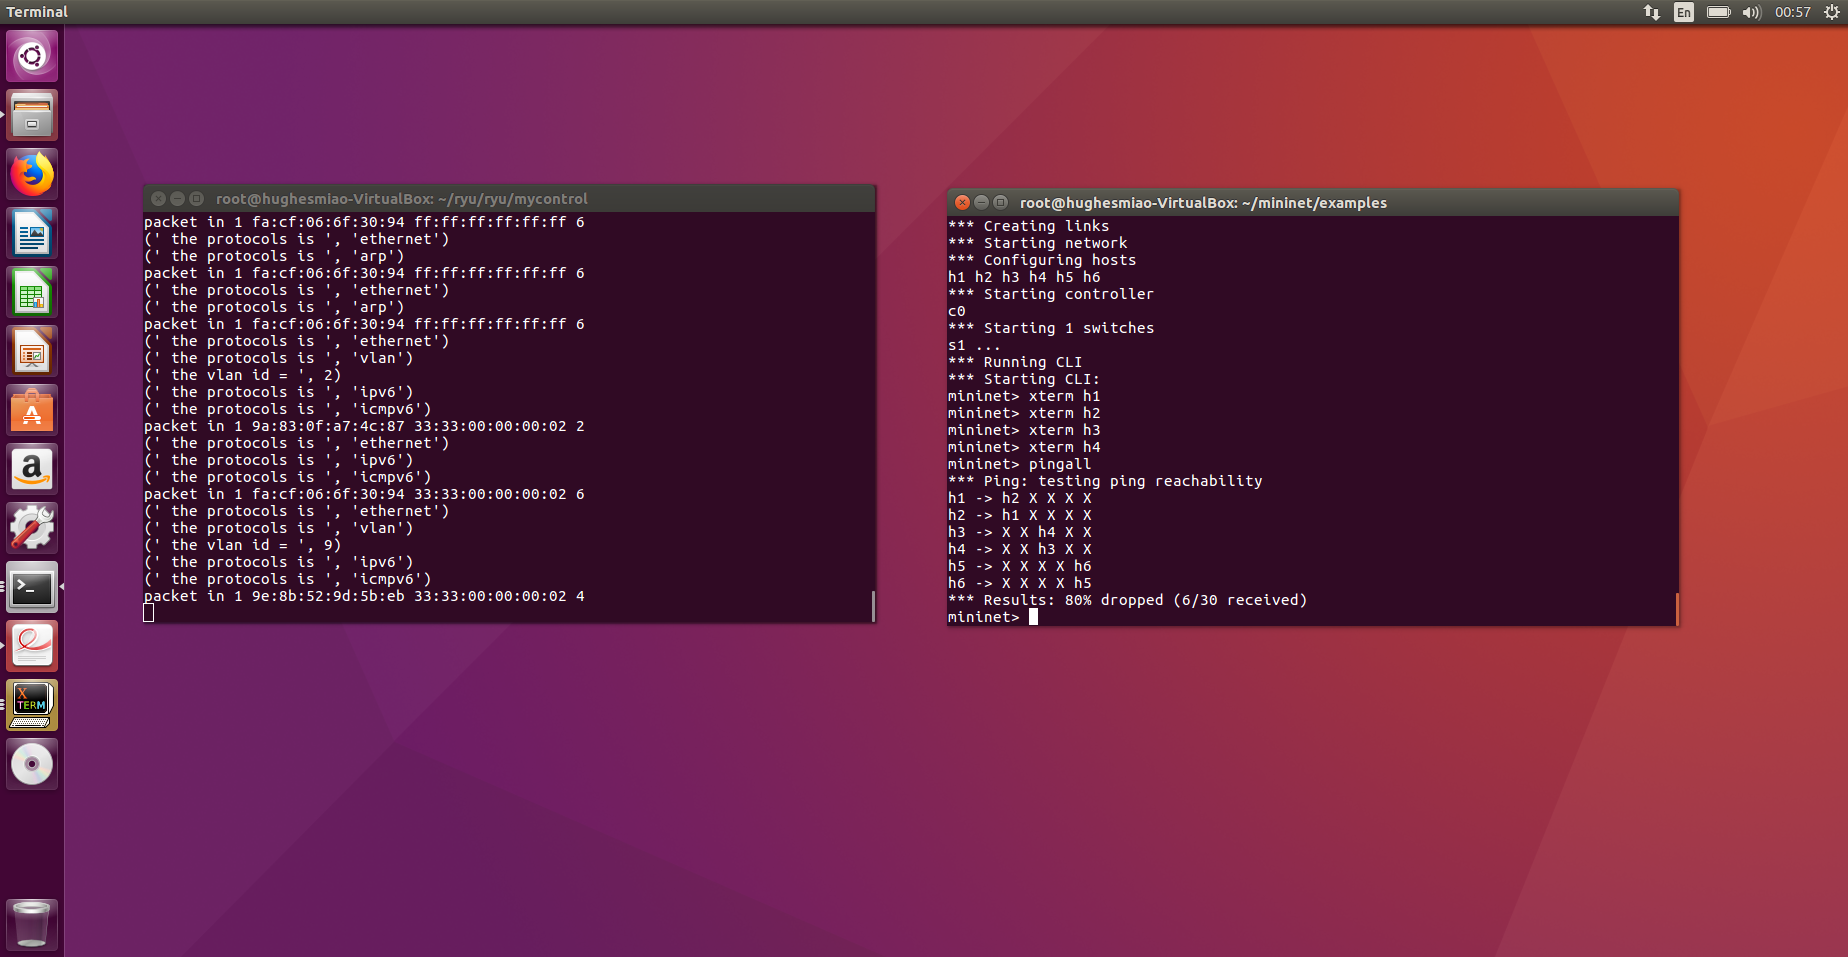 Terminal
En
00:57
root@hughesmiao-VirtualBox: ~/ryu/ryu/mycontrol
packet in 1 fa:cf:06:6f:30:94 ff:ff:ff:ff:ff:ff 6
(' the protocols is ', 'ethernet')
(' the protocols is ', 'arp')
packet in 1 fa:cf:06:6f:30:94 ff:ff:ff:ff:ff:ff 6
(' the protocols is ', 'ethernet')
(' the protocols is ', 'arp')
packet in 1 fa:cf:06:6f:30:94 ff:ff:ff:ff:ff:ff 6
(' the protocols is ', 'ethernet')
(' the protocols is ', 'vlan')
(' the vlan id = ', 2)
(' the protocols is ', 'ipv6')
(' the protocols is ', 'icmpv6')
packet in 1 9a:83:0f:a7:4c:87 33:33:00:00:00:02 2
(' the protocols is ', 'ethernet')
(' the protocols is ', 'ipv6')
(' the protocols is ', 'icmpv6')
packet in 1 fa:cf:06:6f:30:94 33:33:00:00:00:02 6
(' the protocols is ', 'ethernet')
(' the protocols is ', 'vlan')
(' the vlan id = ', 9)
(' the protocols is ', 'ipv6')
(' the protocols is ', 'icmpv6')
packet in 1 9e:8b:52:9d:5b:eb 33:33:00:00:00:02 4
root@hughesmiao-VirtualBox: ~/mininet/examples
*** Creating links
*** Starting network
*** Configuring hosts
h1 h2 h3 h4 h5 h6
*** Starting controller
c0
*** Starting 1 switches
s1 ...
*** Running CLI
*** Starting CLI:
mininet> xterm h1
mininet> xterm h2
mininet> xterm h3
mininet> xterm h4
mininet> pingall
*** Ping: testing ping reachability
h1 -> h2 X X X X
h2 -> h1 X X X X
h3 -> X X h4 X X
h4 -> X X h3 X X
h5 -> X X X X h6
h6 -> X X X X h5
*** Results: 80% dropped (6/30 received)
mininet>
A
a
>_
X
TERM